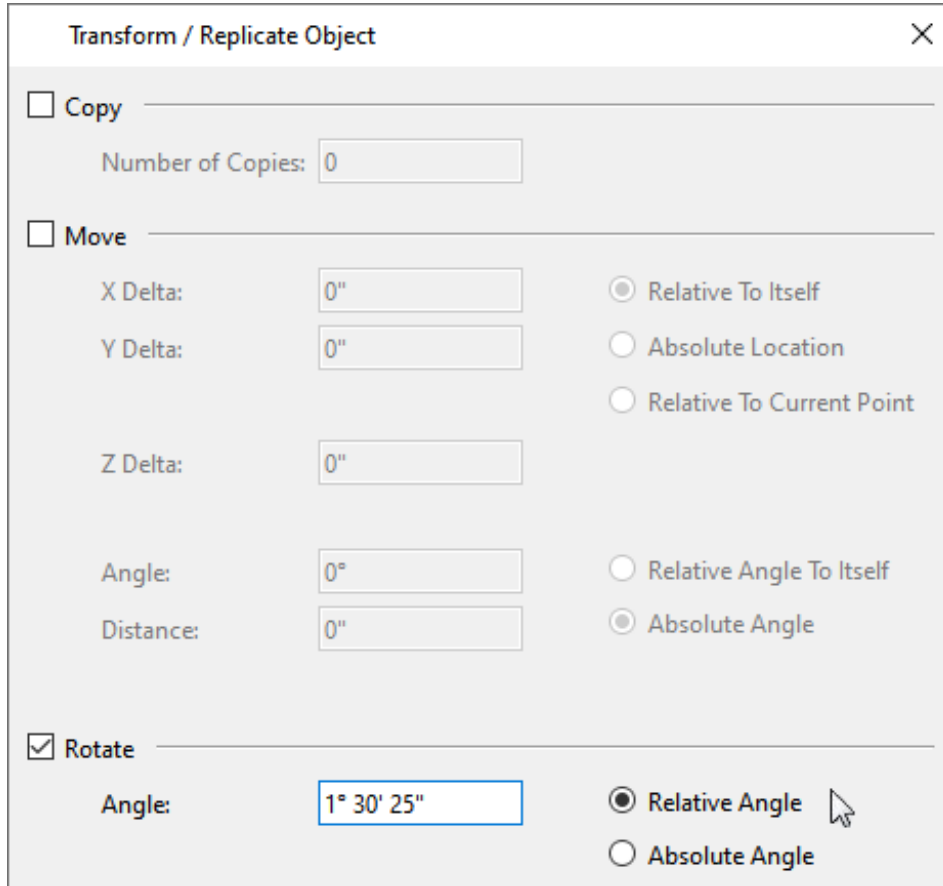 Transform / Replicate Object
Copy
Number of Copies: 0
Move
X Delta: 0" Relative To Itself
Y Delta: 0" Absolute Location
Relative To Current Point
Z Delta: 0"
Angle: 0° Relative Angle To Itself
Distance: 0" Absolute Angle
Rotate
Angle: 1° 30' 25" Relative Angle
Absolute Angle